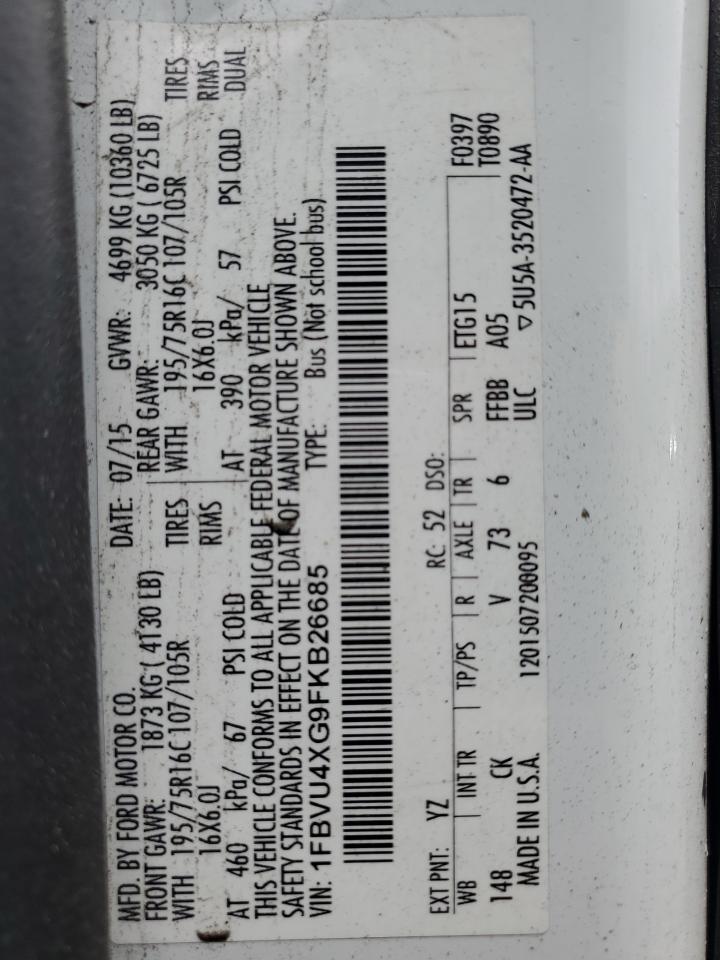 MFD. BY FORD MOTOR CO. DATE: 07/15 GVWR: 4699 KG (10360 LB)
FRONT GAWR: 1873 KG ( 4130 LB) REAR GAWR: 3050 KG ( 6725 LB)
WITH 195/75R16C 107/105R TIRES WITH 195/75R16C 107/105R TIRES
16X6.0J RIMS 16X6.0J RIMS
AT 460 kPa/ 67 PSI COLD AT 390 kPa/ 57 PSI COLD DUAL
THIS VEHICLE CONFORMS TO ALL APPLICABLE FEDERAL MOTOR VEHICLE
SAFETY STANDARDS IN EFFECT ON THE DATE OF MANUFACTURE SHOWN ABOVE.
VIN: 1FBVU4XG9FKB26685 TYPE: Bus (Not school bus)
EXT PNT: YZ RC: 52 DSO:
WB INT TR TP/PS R AXLE TR SPR ETG15 F0397
148 CK V 73 6 FFBB A05 T0890
MADE IN U.S.A. 1201507200095 ULC ▽ 5U5A-3520472-AA